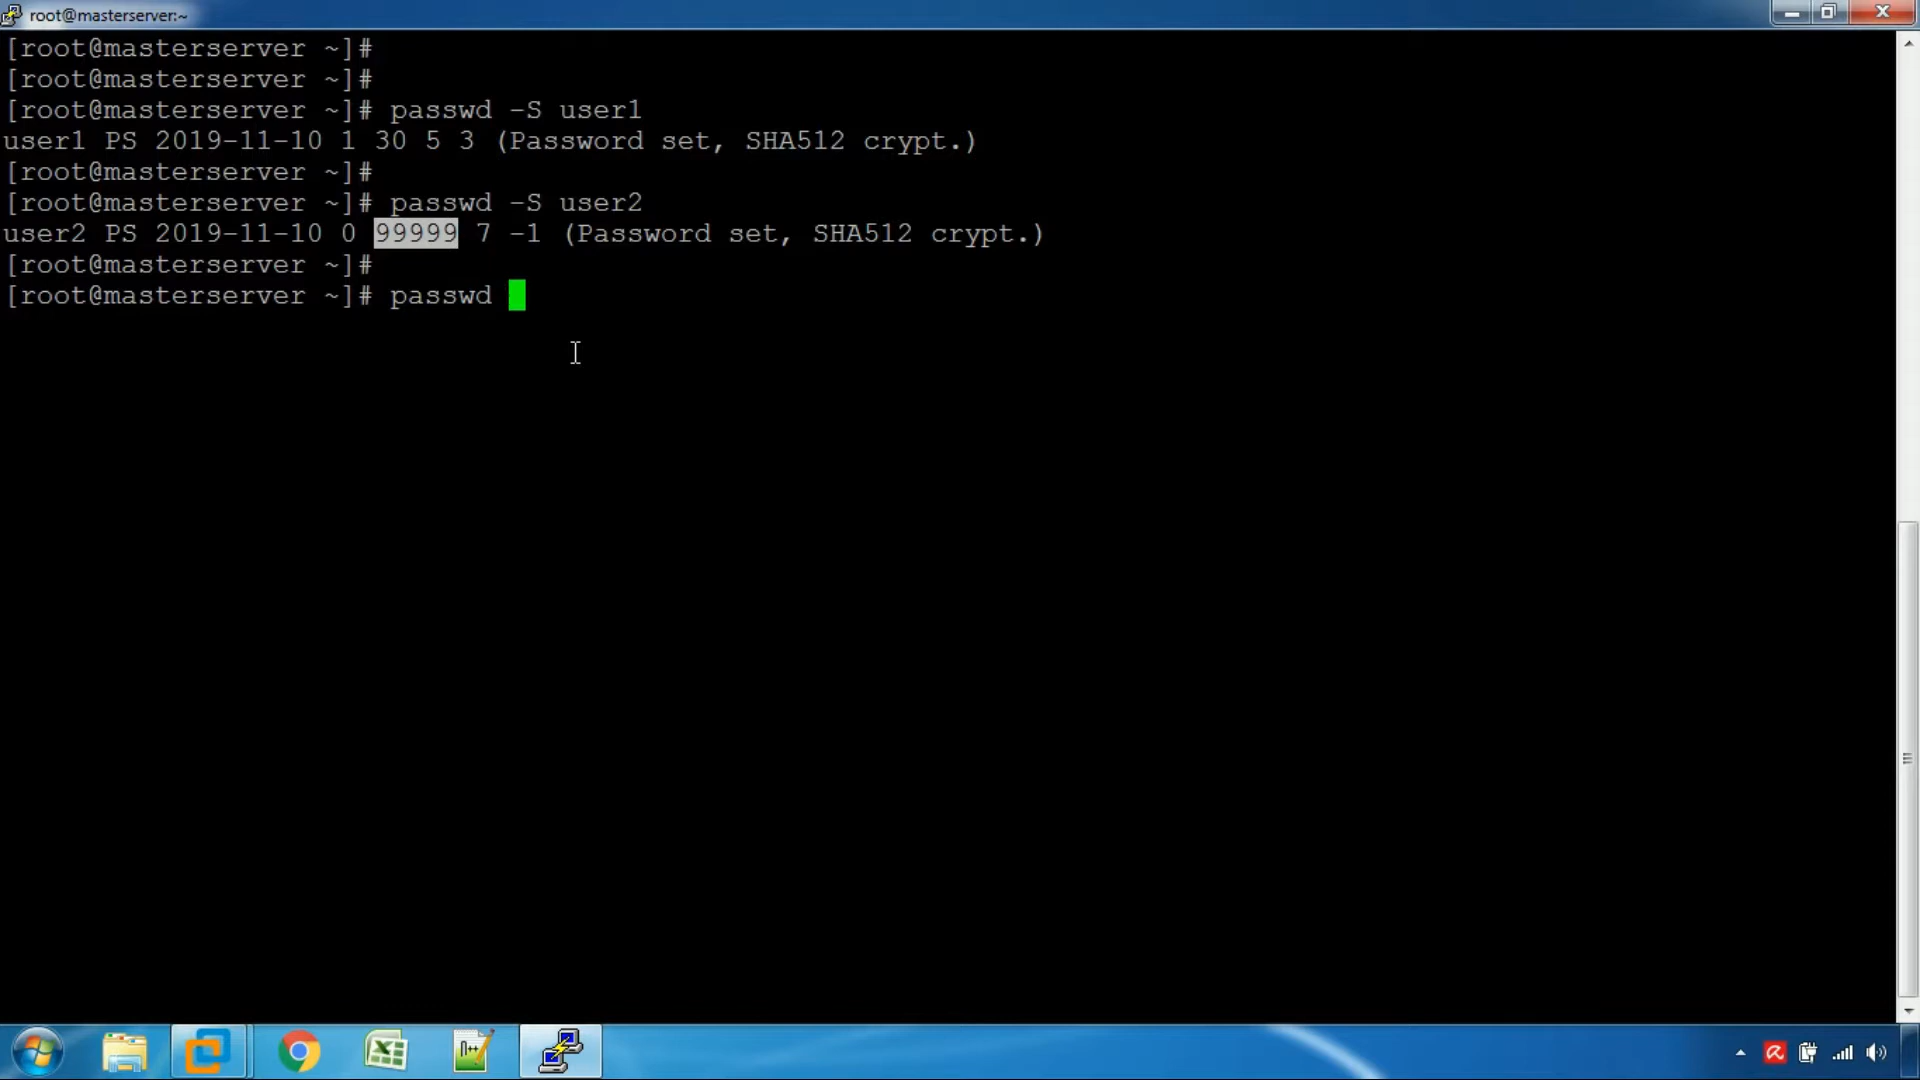 root@masterserver:~
[root@masterserver ~]#
[root@masterserver ~]#
[root@masterserver ~]# passwd -S user1
user1 PS 2019-11-10 1 30 5 3 (Password set, SHA512 crypt.)
[root@masterserver ~]#
[root@masterserver ~]# passwd -S user2
user2 PS 2019-11-10 0 99999 7 -1 (Password set, SHA512 crypt.)
[root@masterserver ~]#
[root@masterserver ~]# passwd